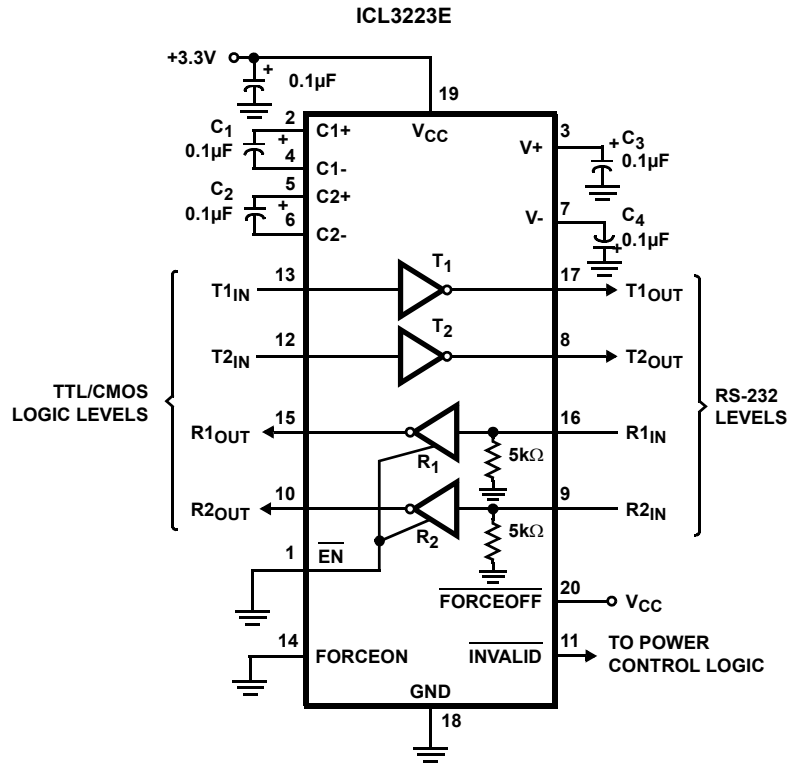 ICL3223E
+3.3V
+
0.1µF
19
2
C1+
VCC
3
C1
0.1µF
+
4
C1-
V+
+
C3
0.1µF
5
C2+
C2
0.1µF
+
6
C2-
7
V-
C4
0.1µF
+
T1
13
17
T1IN
T1OUT
T2
12
8
T2IN
T2OUT
TTL/CMOS
LOGIC LEVELS
RS-232
LEVELS
15
16
R1OUT
R1IN
R1
5kΩ
10
9
R2OUT
R2IN
R2
5kΩ
1
EN
FORCEOFF
20
VCC
14
FORCEON
INVALID
11
TO POWER
CONTROL LOGIC
GND
18